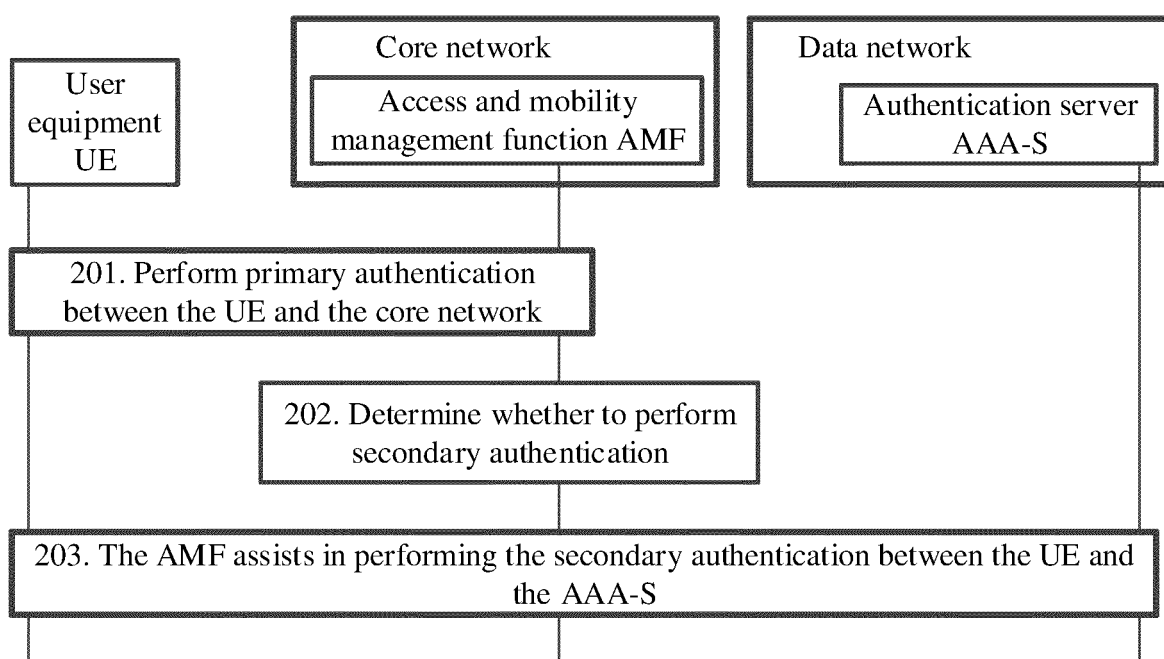 User
equipment
UE
Core network
Access and mobility
management function AMF
Data network
Authentication server
AAA-S
201. Perform primary authentication
between the UE and the core network
202. Determine whether to perform
secondary authentication
203. The AMF assists in performing the secondary authentication between the UE and
the AAA-S